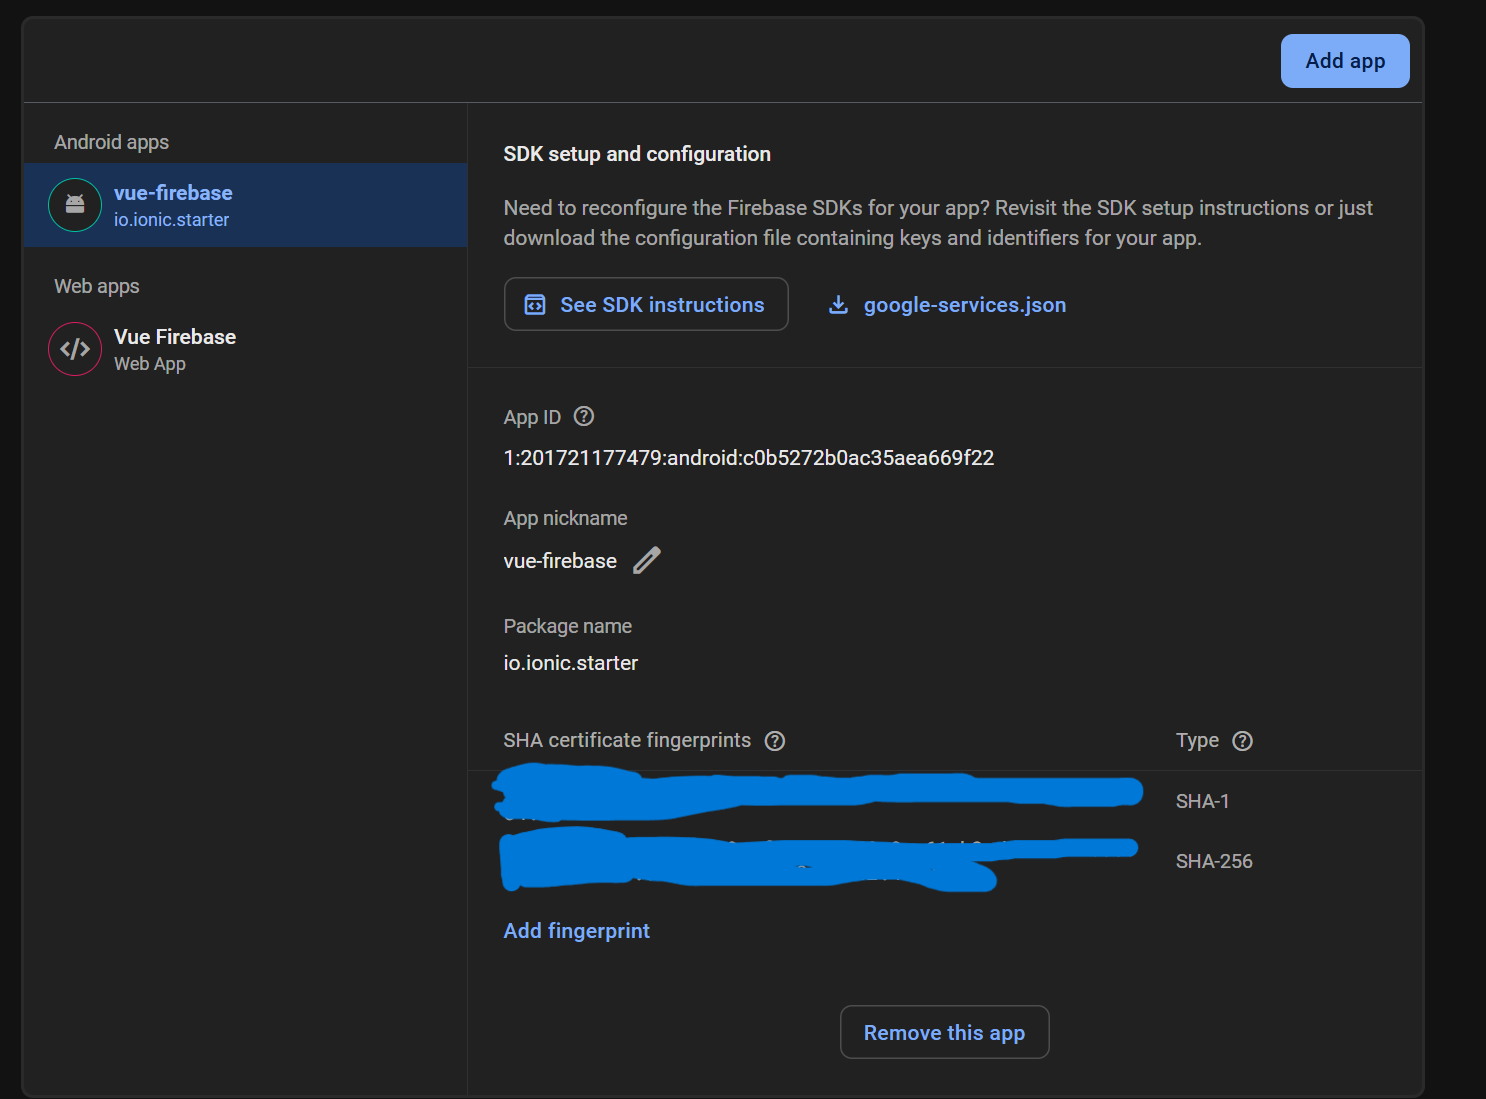 Add app
Android apps
vue-firebase
io.ionic.starter
Web apps
Vue Firebase
Web App
SDK setup and configuration
Need to reconfigure the Firebase SDKs for your app? Revisit the SDK setup instructions or just
download the configuration file containing keys and identifiers for your app.
See SDK instructions
google-services.json
App ID
1:201721177479:android:c0b5272b0ac35aea669f22
App nickname
vue-firebase
Package name
io.ionic.starter
SHA certificate fingerprints
Type
SHA-1
SHA-256
Add fingerprint
Remove this app